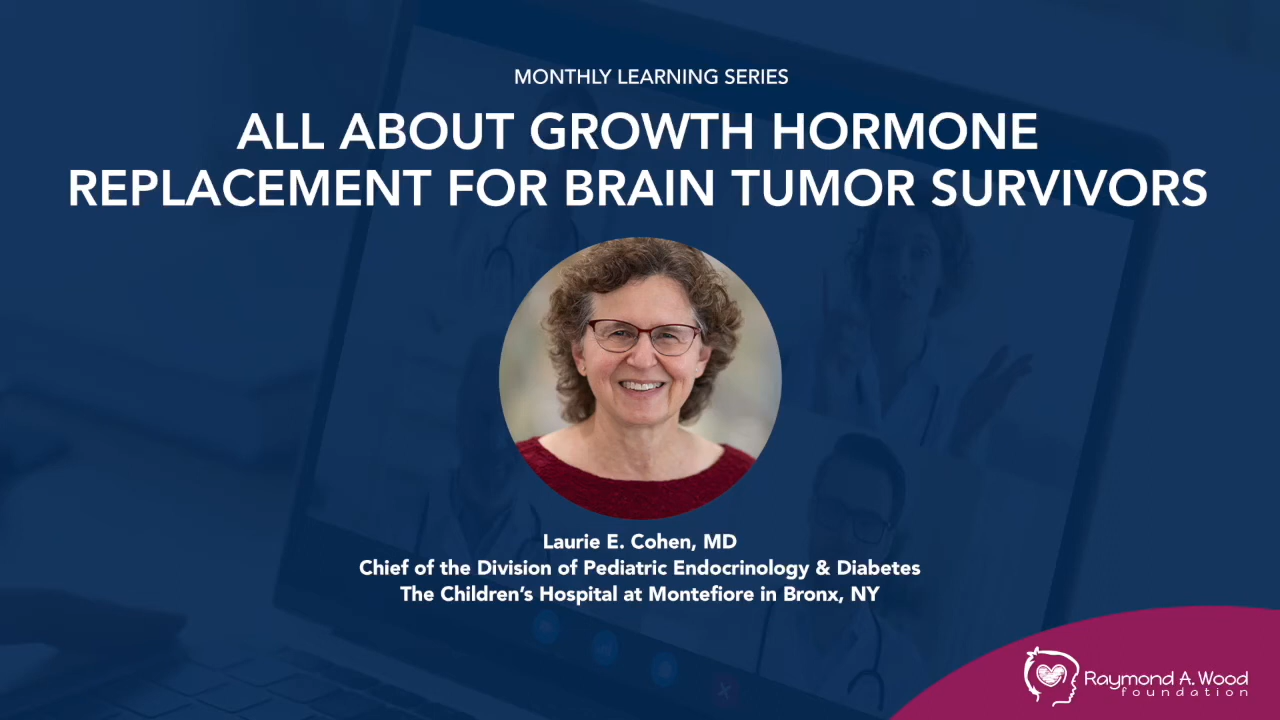 MONTHLY LEARNING SERIES
ALL ABOUT GROWTH HORMONE
REPLACEMENT FOR BRAIN TUMOR SURVIVORS
Laurie E. Cohen, MD
Chief of the Division of Pediatric Endocrinology & Diabetes
The Children's Hospital at Montefiore in Bronx, NY
Raymond A. Wood
foundation